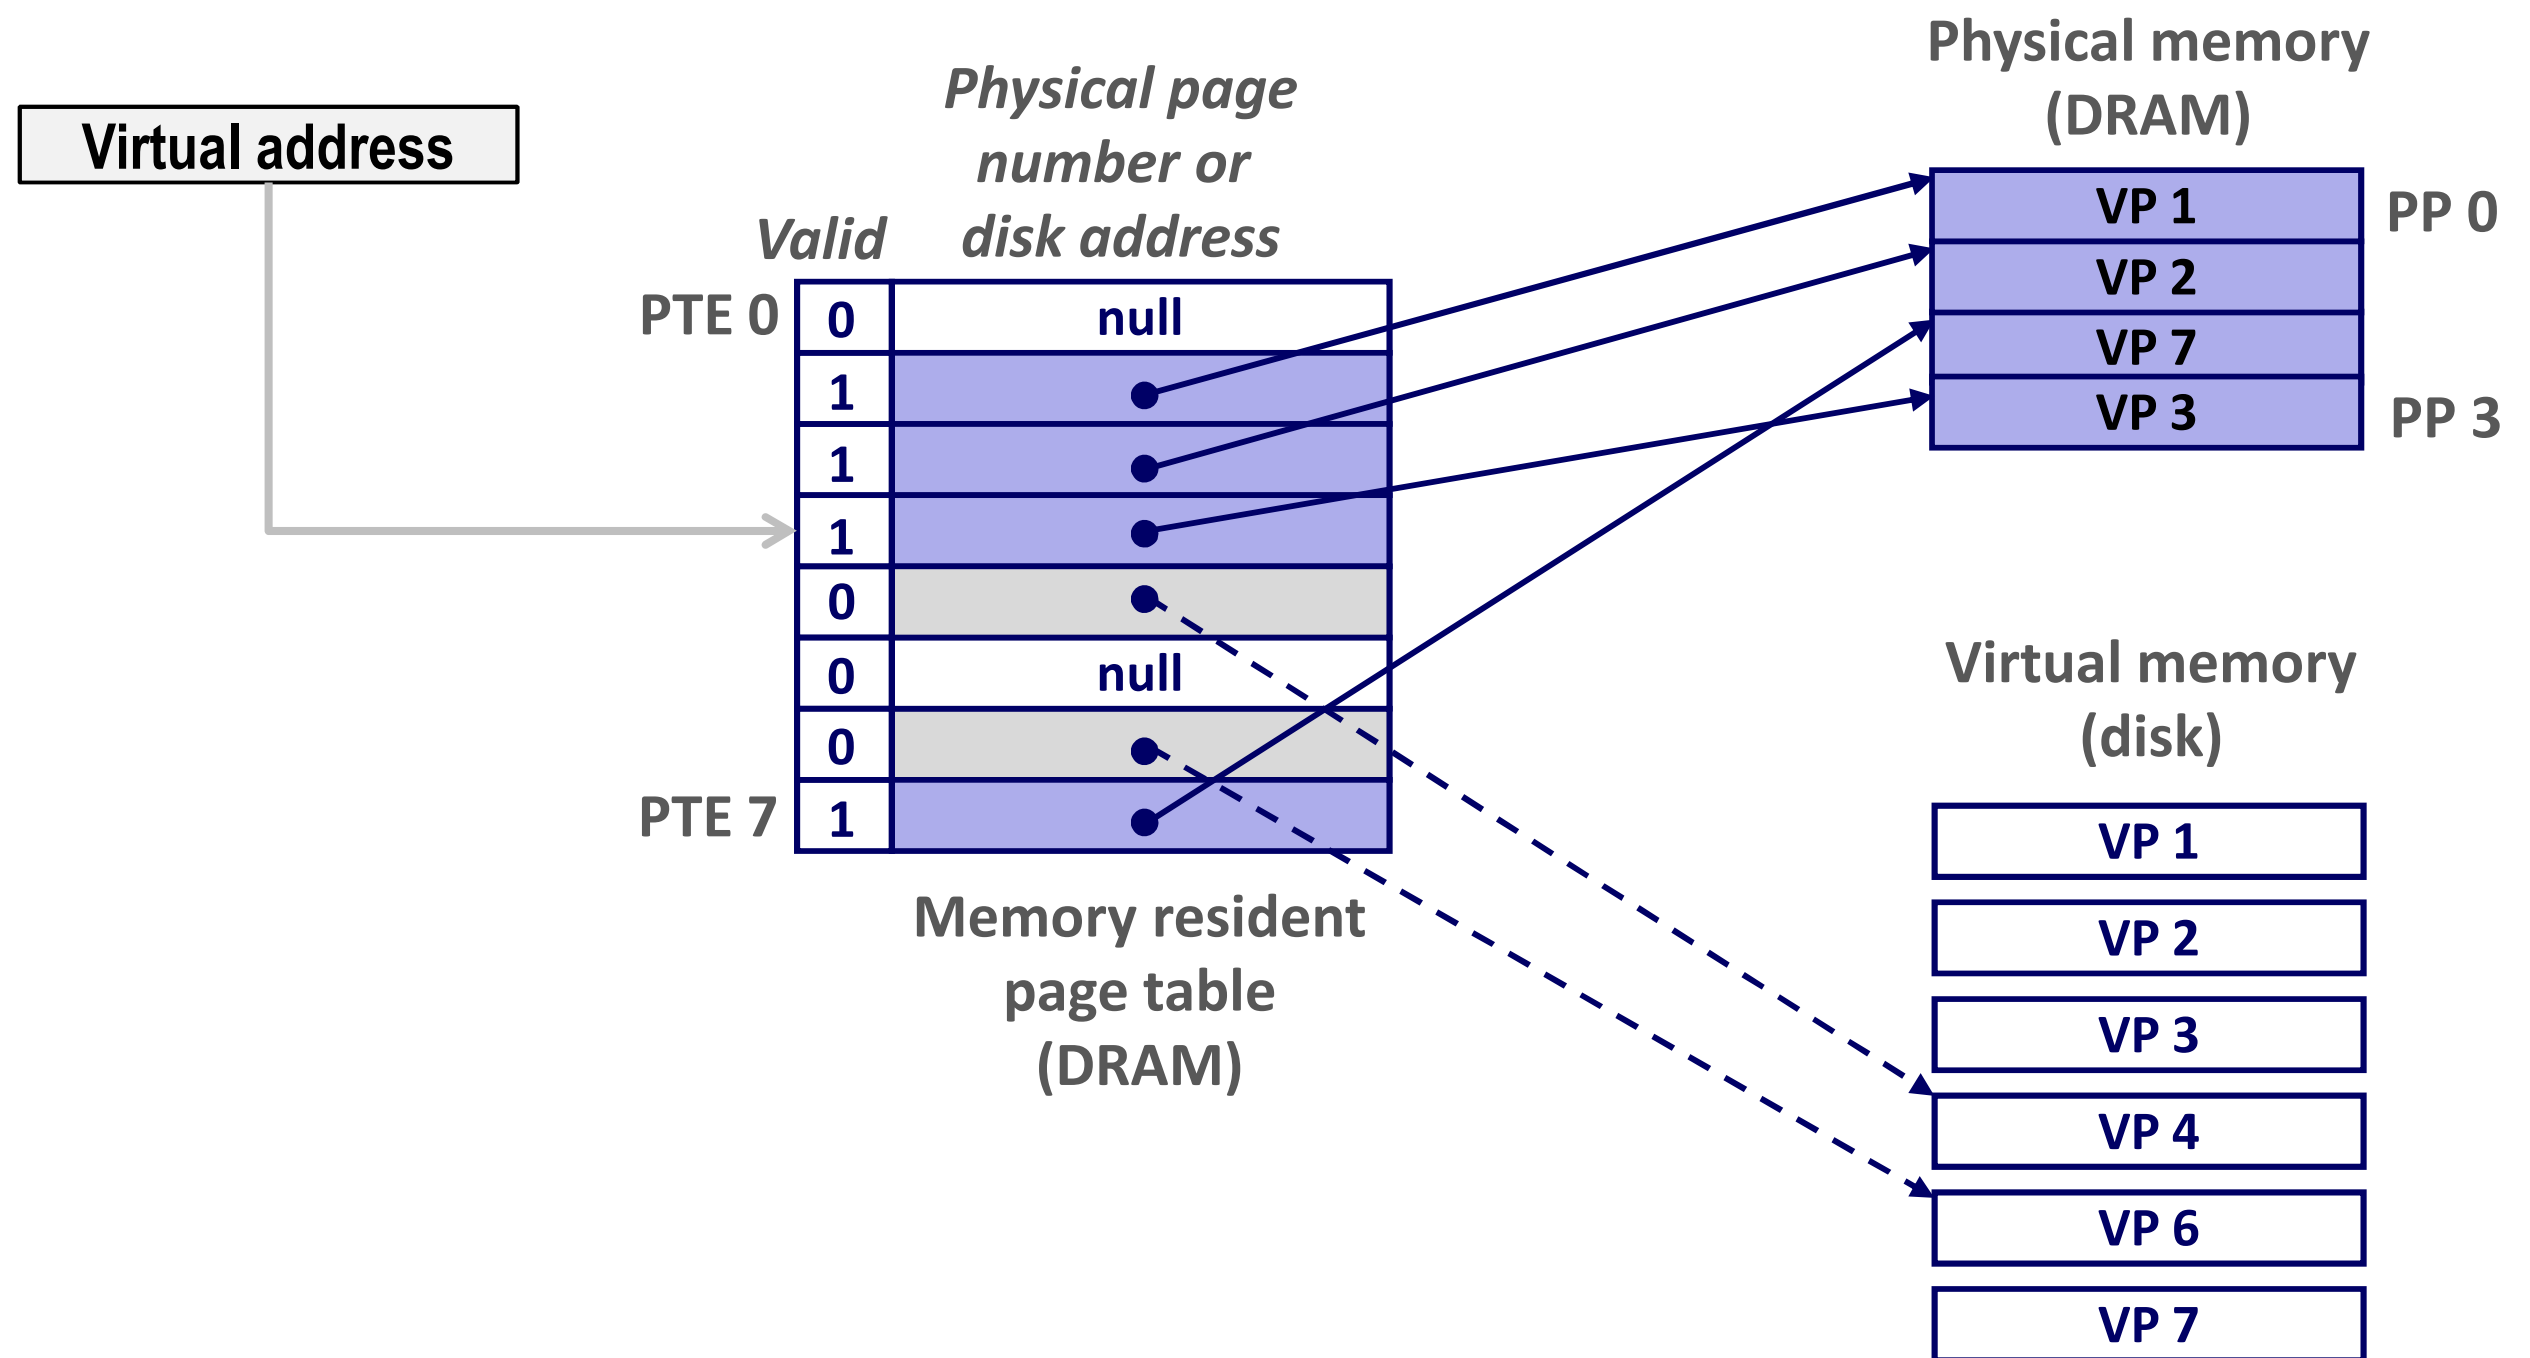 Virtual address
Physical page
number or
disk address
Valid
PTE 0
0
null
1
1
1
0
0
null
0
PTE 7
1
Memory resident
page table
(DRAM)
Physical memory
(DRAM)
VP 1
PP 0
VP 2
VP 7
VP 3
PP 3
Virtual memory
(disk)
VP 1
VP 2
VP 3
VP 4
VP 6
VP 7